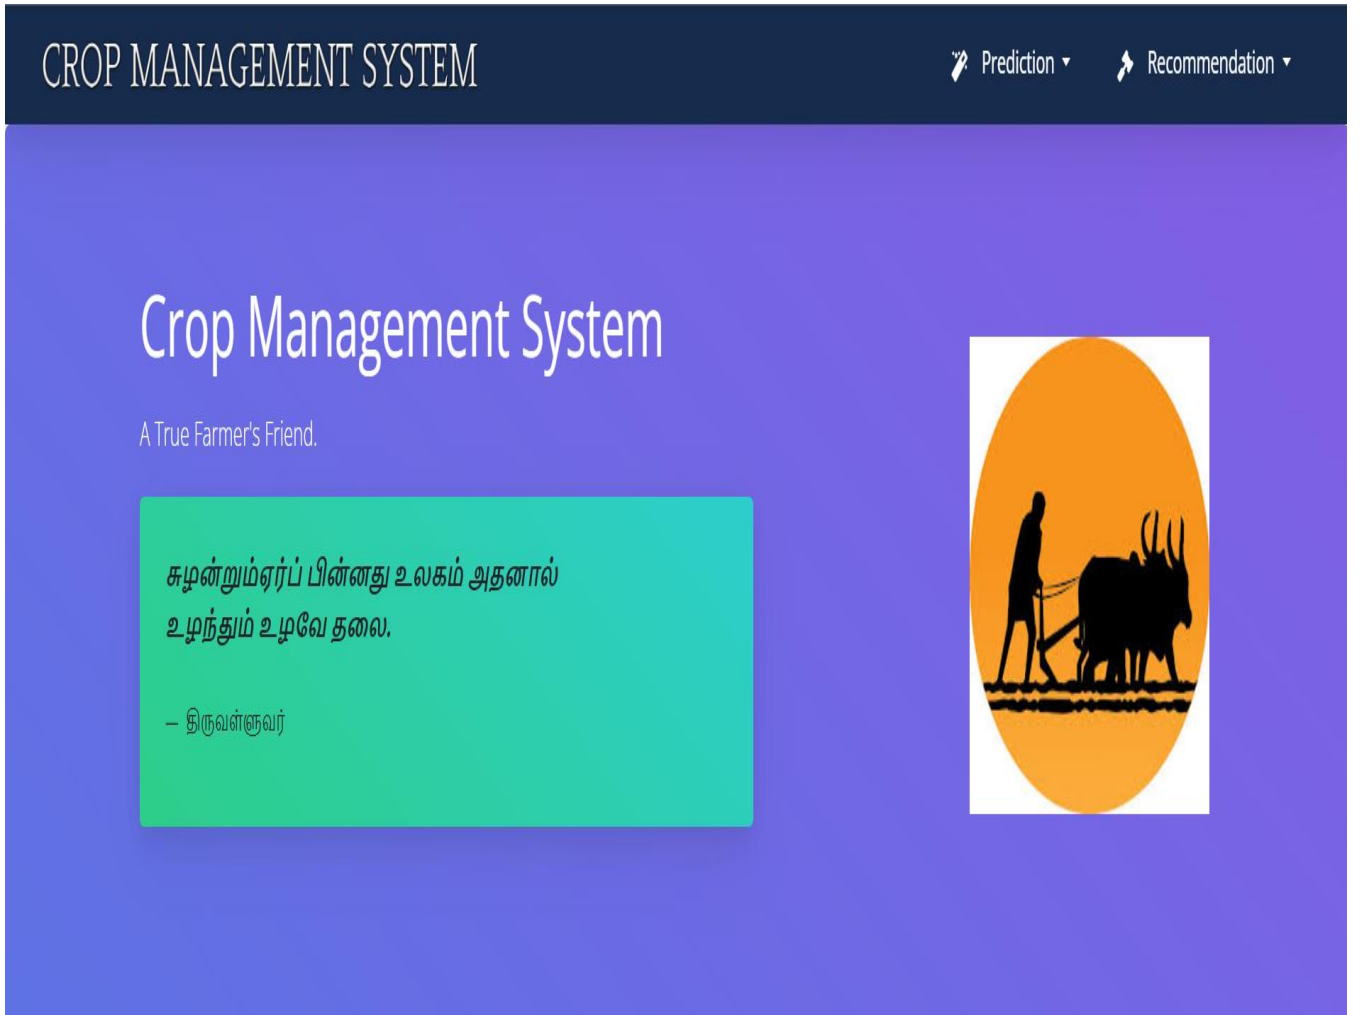 CROP MANAGEMENT SYSTEM
Prediction
Recommendation
Crop Management System
A True Farmer's Friend.
சுழன்றும்ஏர்ப் பின்னது உலகம் அதனால்
உழந்தும் உழவே தலை.
– திருவள்ளுவர்